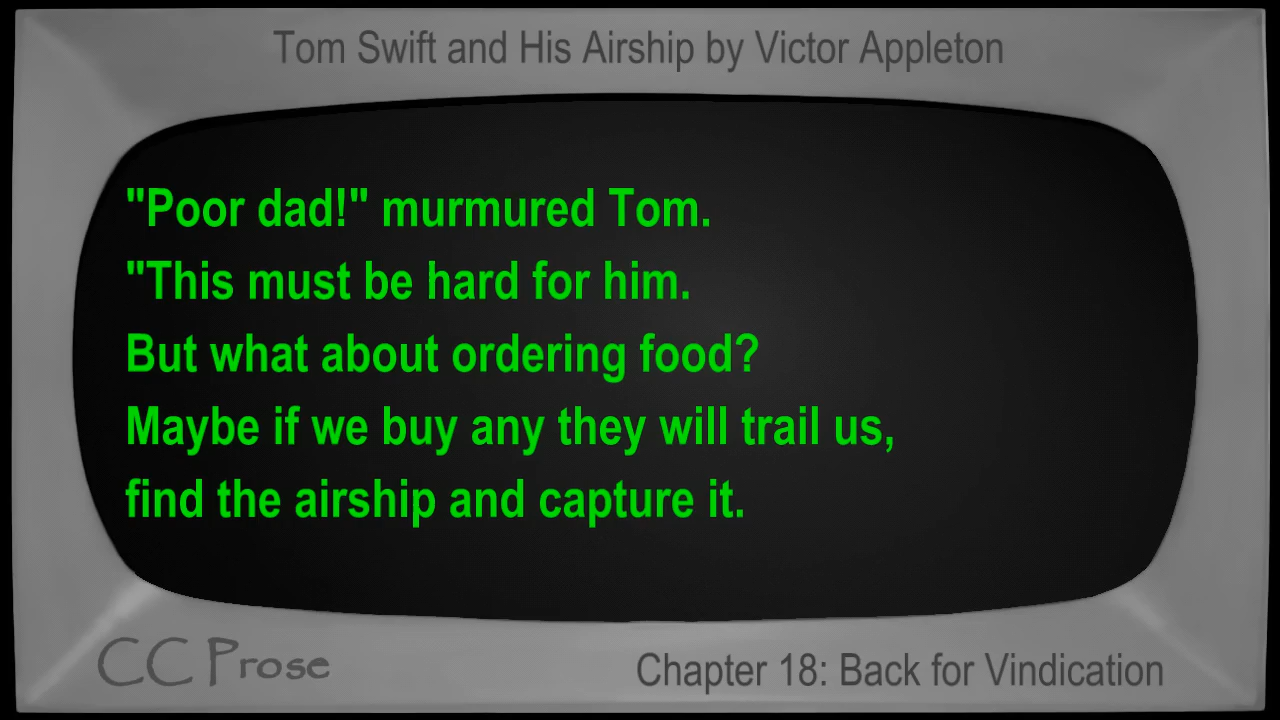 Tom Swift and His Airship by Victor Appleton
"Poor dad!" murmured Tom.
"This must be hard for him.
But what about ordering food?
Maybe if we buy any they will trail us,
find the airship and capture it.
CC Prose
Chapter 18: Back for Vindication